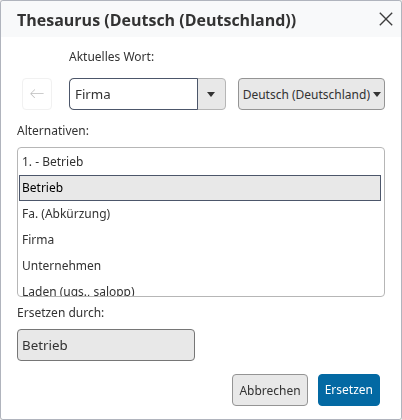 Thesaurus (Deutsch (Deutschland))
Aktuelles Wort:
Firma
Deutsch (Deutschland)
Alternativen:
1. - Betrieb
Betrieb
Fa. (Abkürzung)
Firma
Unternehmen
Laden (ugs., salopp)
Ersetzen durch:
Betrieb
Abbrechen
Ersetzen